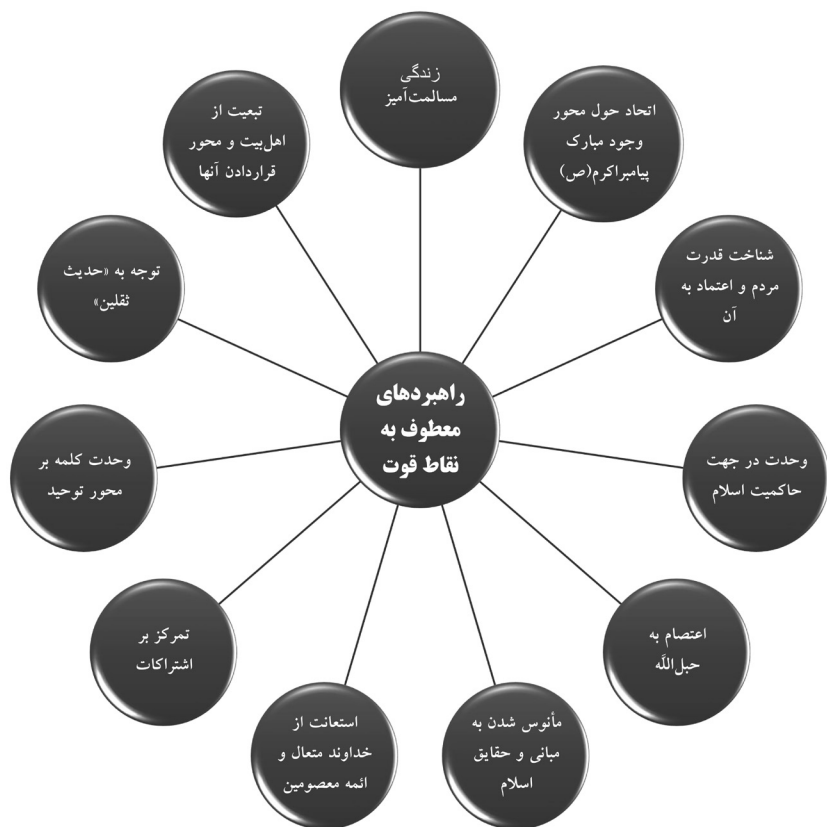 راهبردهای
معطوف به
نقاط قوت
زندگی
مسالمت‌آمیز
اتحاد حول محور
وجود مبارک
پیامبراکرم(ص)
شناخت قدرت
مردم و اعتماد به
آن
وحدت در جهت
حاکمیت اسلام
اعتصام به
حبل‌اللَه
مأنوس شدن به
مبانی و حقایق
اسلام
استعانت از
خداوند متعال و
ائمه معصومین
تمرکز بر
اشتراکات
وحدت کلمه بر
محور توحید
توجه به «حدیث
ثقلین»
تبعیت از
اهل‌بیت و محور
قراردادن آنها